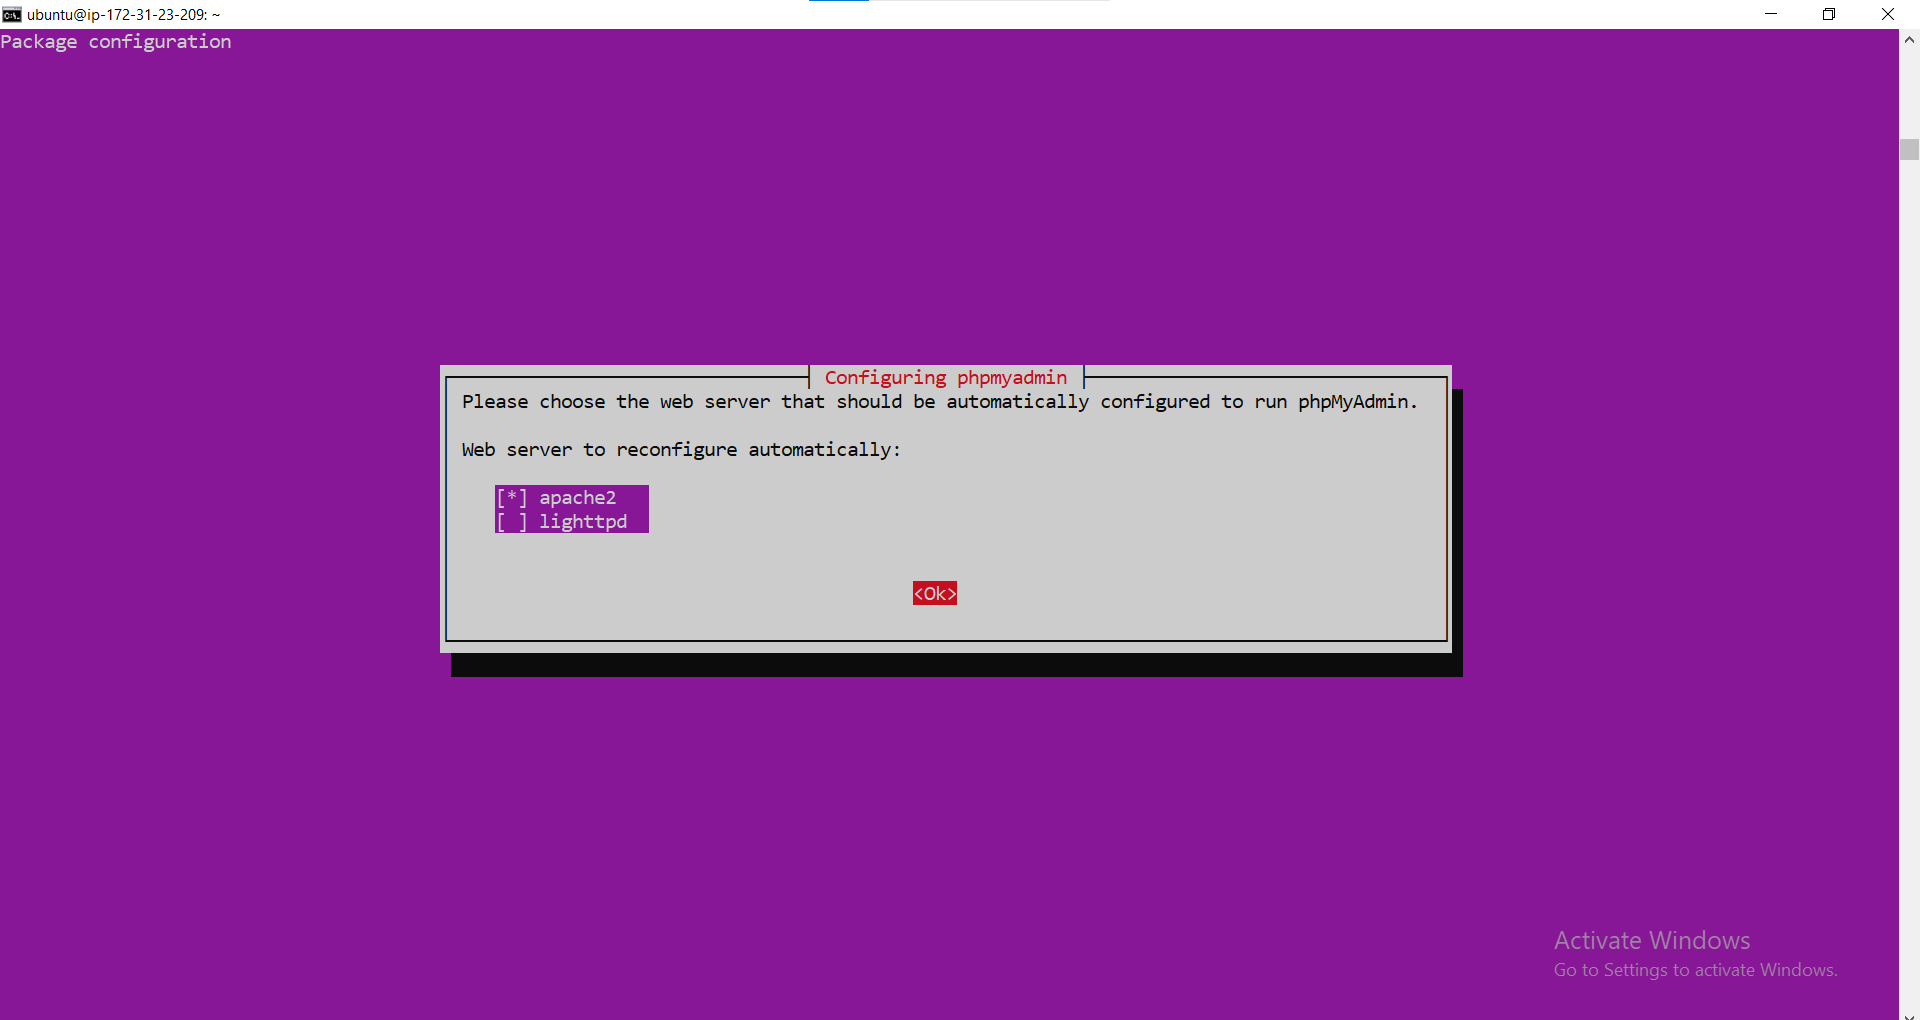 ubuntu@ip-172-31-23-209: ~
Package configuration
Configuring phpmyadmin
Please choose the web server that should be automatically configured to run phpMyAdmin.
Web server to reconfigure automatically:
[*] apache2
[ ] lighttpd
<Ok>
Activate Windows
Go to Settings to activate Windows.